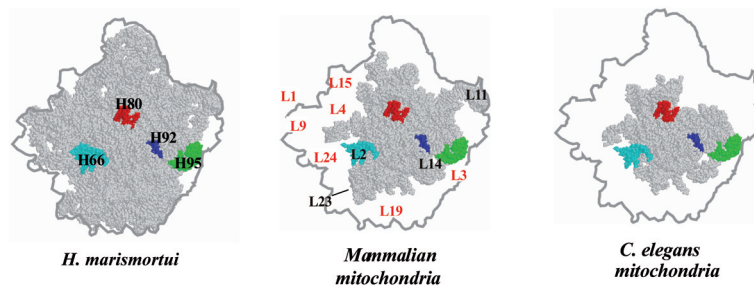 H80
H92
H66
H95
H. marismortui
L1
L15
L11
L4
L9
L24
L2
L14
L3
L23
L19
Mammalian
mitochondria
C. elegans
mitochondria